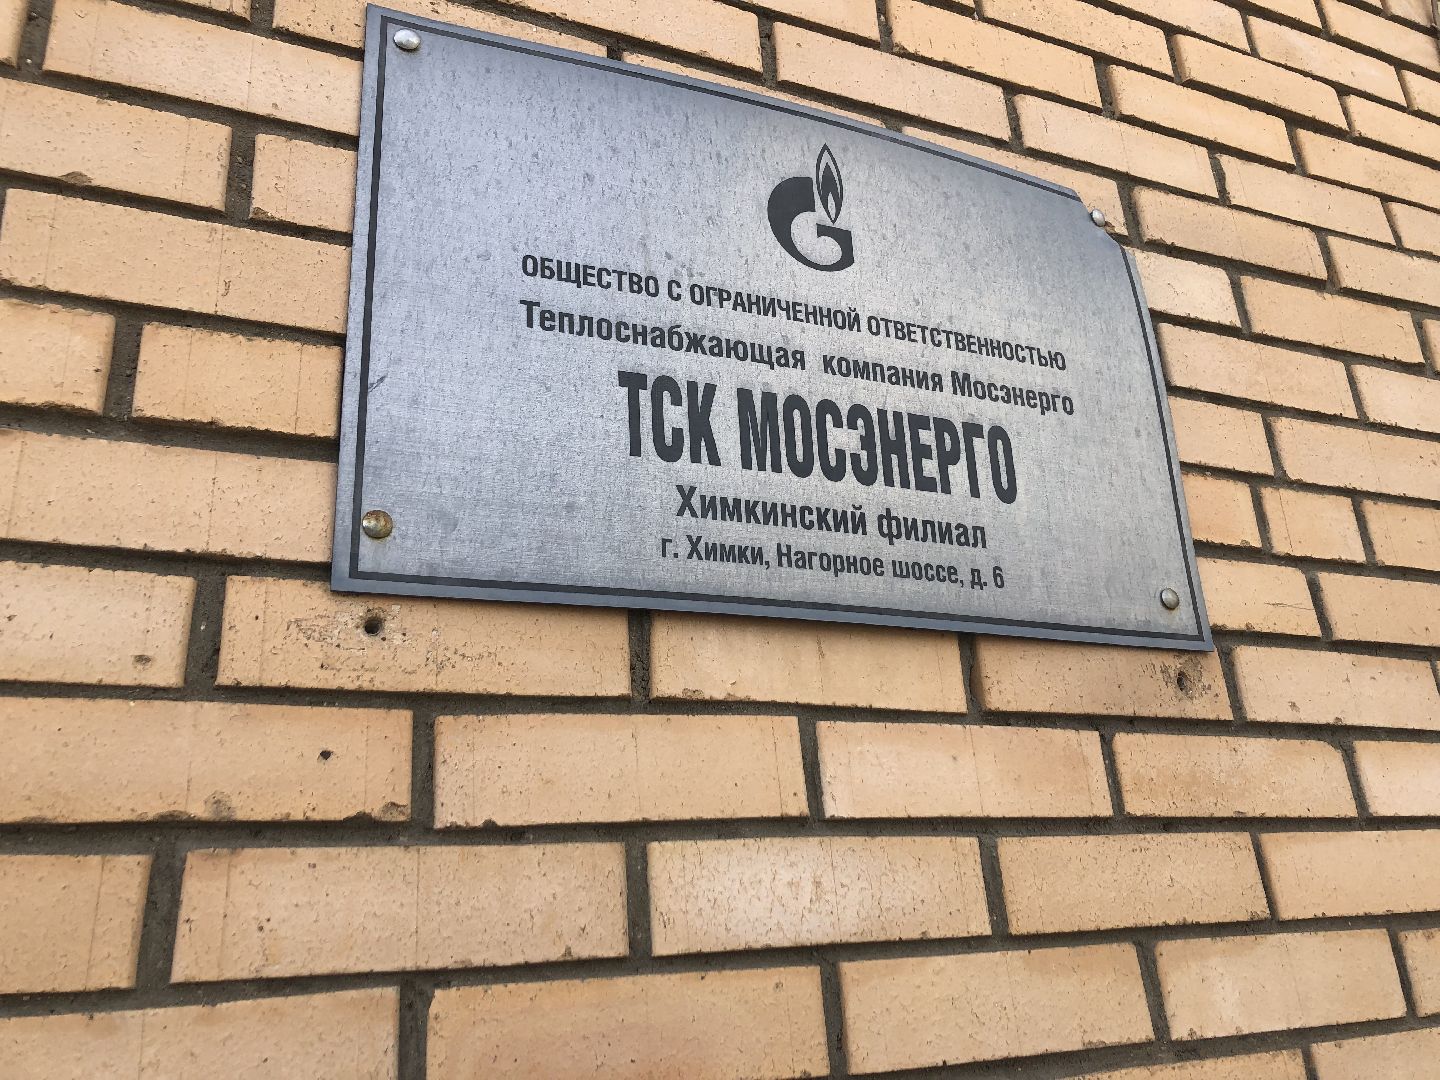 ОБЩЕСТВО С ОГРАНИЧЕННОЙ ОТВЕТСТВЕННОСТЬЮ
Теплоснабжающая компания Мосэнерго
ТСК МОСЭНЕРГО
Химкинский филиал
г. Химки, Нагорное шоссе, д. 6